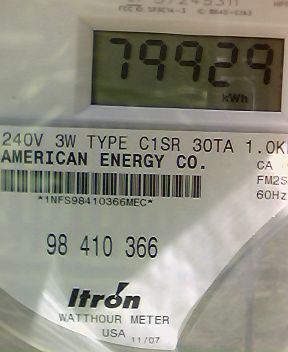 79929
kWh
240V 3W TYPE C1SR 30TA 1.0K
AMERICAN ENERGY CO.
CA
FM2S
60Hz
*1NFS98410366MEC*
98 410 366
Itrón
WATTHOUR METER
USA 11/07